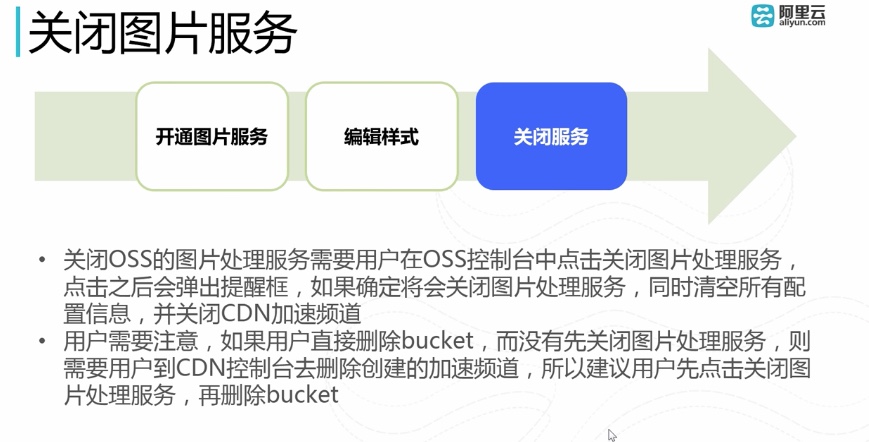 关闭图片服务
阿里云
aliyun.com
开通图片服务
编辑样式
关闭服务
• 关闭OSS的图片处理服务需要用户在OSS控制台中点击关闭图片处理服务，
点击之后会弹出提醒框，如果确定将会关闭图片处理服务，同时清空所有配
置信息，并关闭CDN加速频道
• 用户需要注意，如果用户直接删除bucket，而没有先关闭图片处理服务，则
需要用户到CDN控制台去删除创建的加速频道，所以建议用户先点击关闭图
片处理服务，再删除bucket